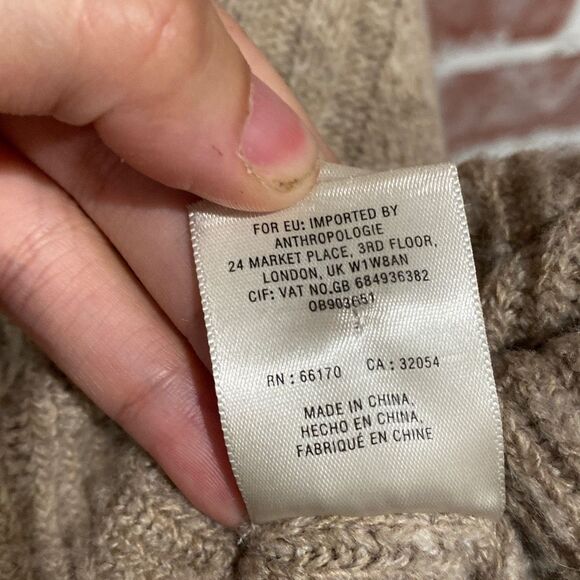 FOR EU: IMPORTED BY
ANTHROPOLOGIE
24 MARKET PLACE, 3RD FLOOR,
LONDON, UK W1W8AN
CIF: VAT NO.GB 684936382
RN : 66170 CA : 32054
MADE IN CHINA,
HECHO EN CHINA,
FABRIQUÉ EN CHINE